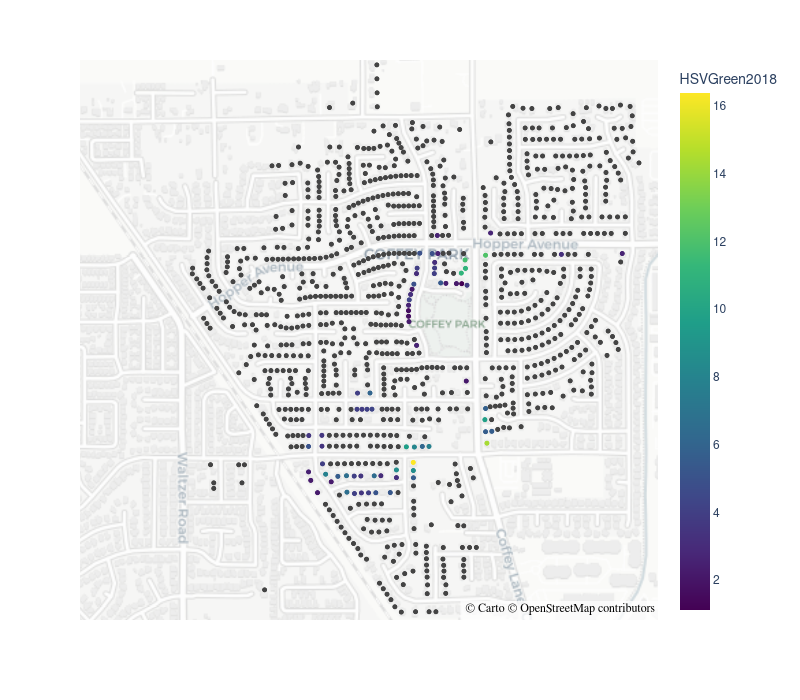 HSVGreen2018
16
14
12
10
8
6
4
2
Hopper Avenue
COFFEY PARK
Hopper Avenue
COFFEY PARK
Waltzer Road
Coffey Lane
© Carto © OpenStreetMap contributors